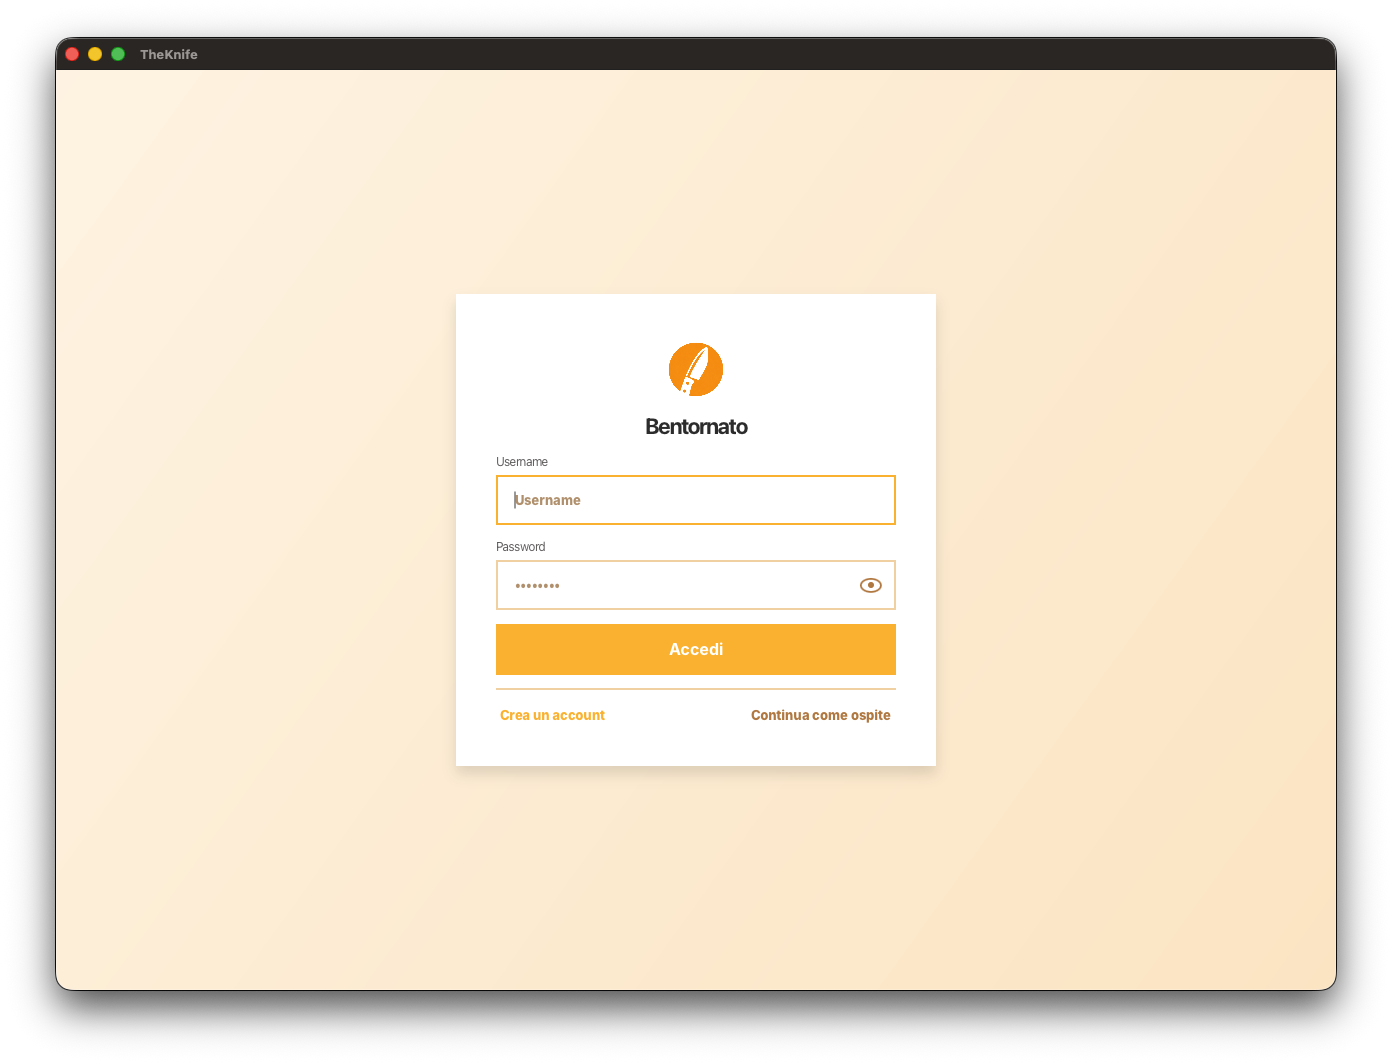 TheKnife
Bentornato
Username
Username
Password
••••••••
Accedi
Crea un account
Continua come ospite